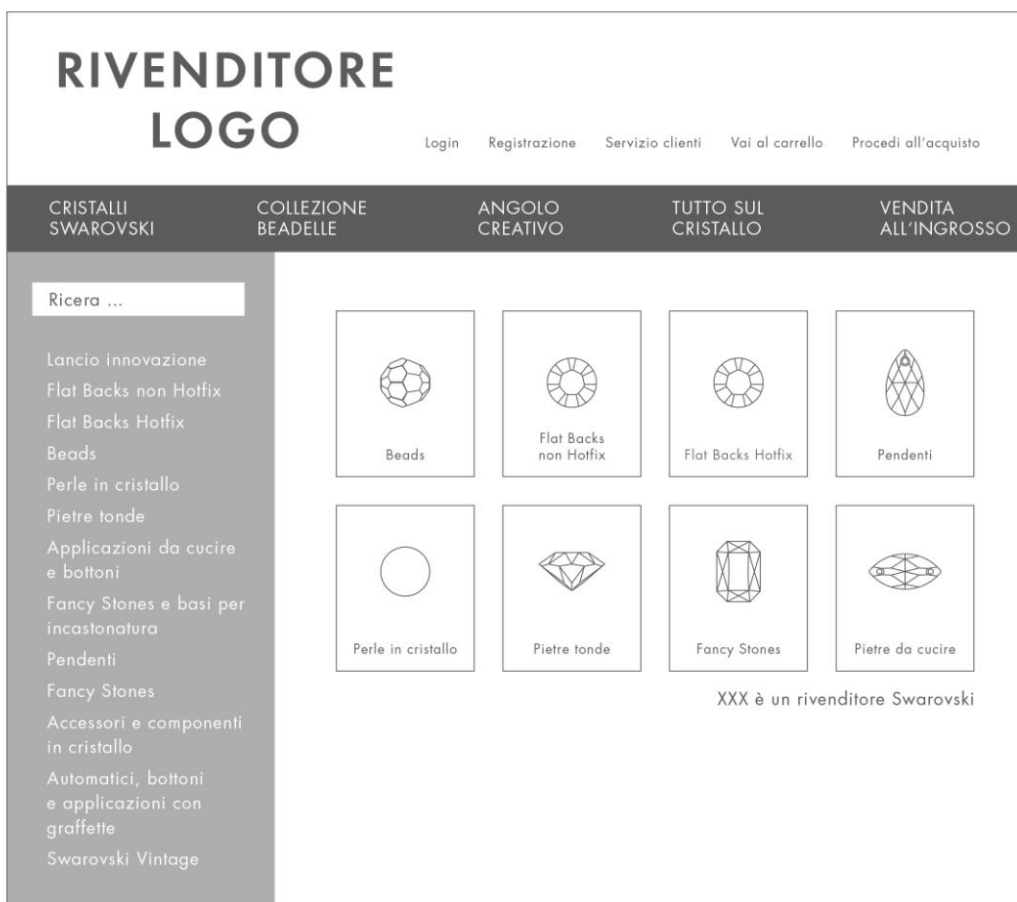 RIVENDITORE
LOGO
Login Registrazione Servizio clienti Vai al carrello Procedi all'acquisto
CRISTALLI
SWAROVSKI
COLLEZIONE
BEADELLE
ANGOLO
CREATIVO
TUTTO SUL
CRISTALLO
VENDITA
ALL'INGROSSO
Ricera ...
Lancio innovazione
Flat Backs non Hotfix
Flat Backs Hotfix
Beads
Perle in cristallo
Pietre tonde
Applicazioni da cucire
e bottoni
Fancy Stones e basi per
incastonatura
Pendenti
Fancy Stones
Accessori e componenti
in cristallo
Automatici, bottoni
e applicazioni con
graffette
Swarovski Vintage
Beads
Flat Backs
non Hotfix
Flat Backs Hotfix
Pendenti
Perle in cristallo
Pietre tonde
Fancy Stones
Pietre da cucire
XXX è un rivenditore Swarovski